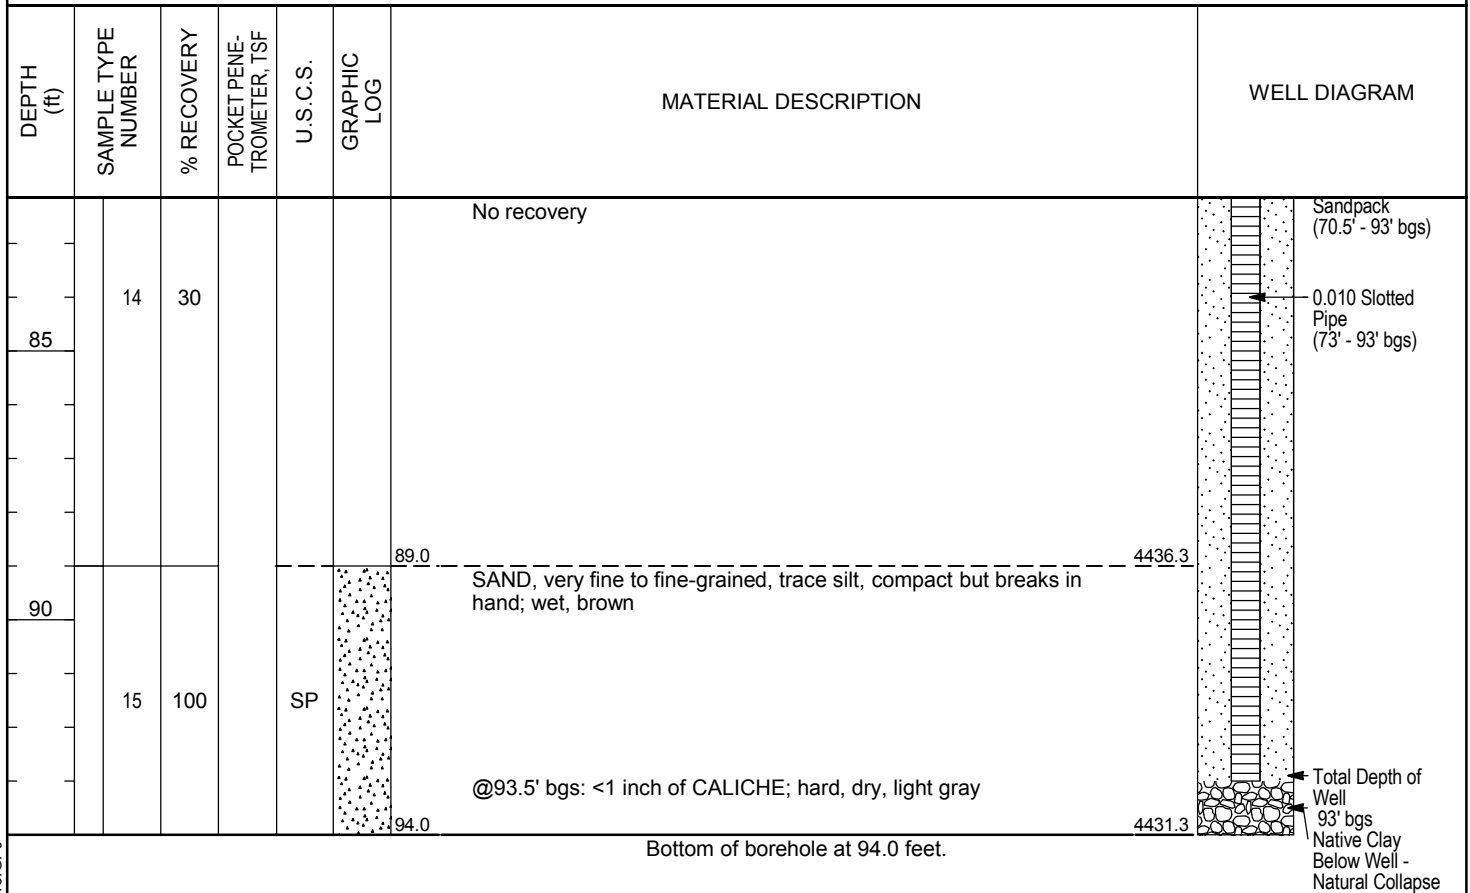 DEPTH
(ft)
SAMPLE TYPE
NUMBER
% RECOVERY
POCKET PENE-
TROMETER, TSF
U.S.C.S.
GRAPHIC
LOG
MATERIAL DESCRIPTION
WELL DIAGRAM
No recovery
Sandpack
(70.5' - 93' bgs)
14
30
0.010 Slotted
Pipe
(73' - 93' bgs)
85
89.0
4436.3
SAND, very fine to fine-grained, trace silt, compact but breaks in
hand; wet, brown
90
15
100
SP
@93.5' bgs: <1 inch of CALICHE; hard, dry, light gray
Total Depth of
Well
93' bgs
94.0
4431.3
Bottom of borehole at 94.0 feet.
Native Clay
Below Well -
Natural Collapse